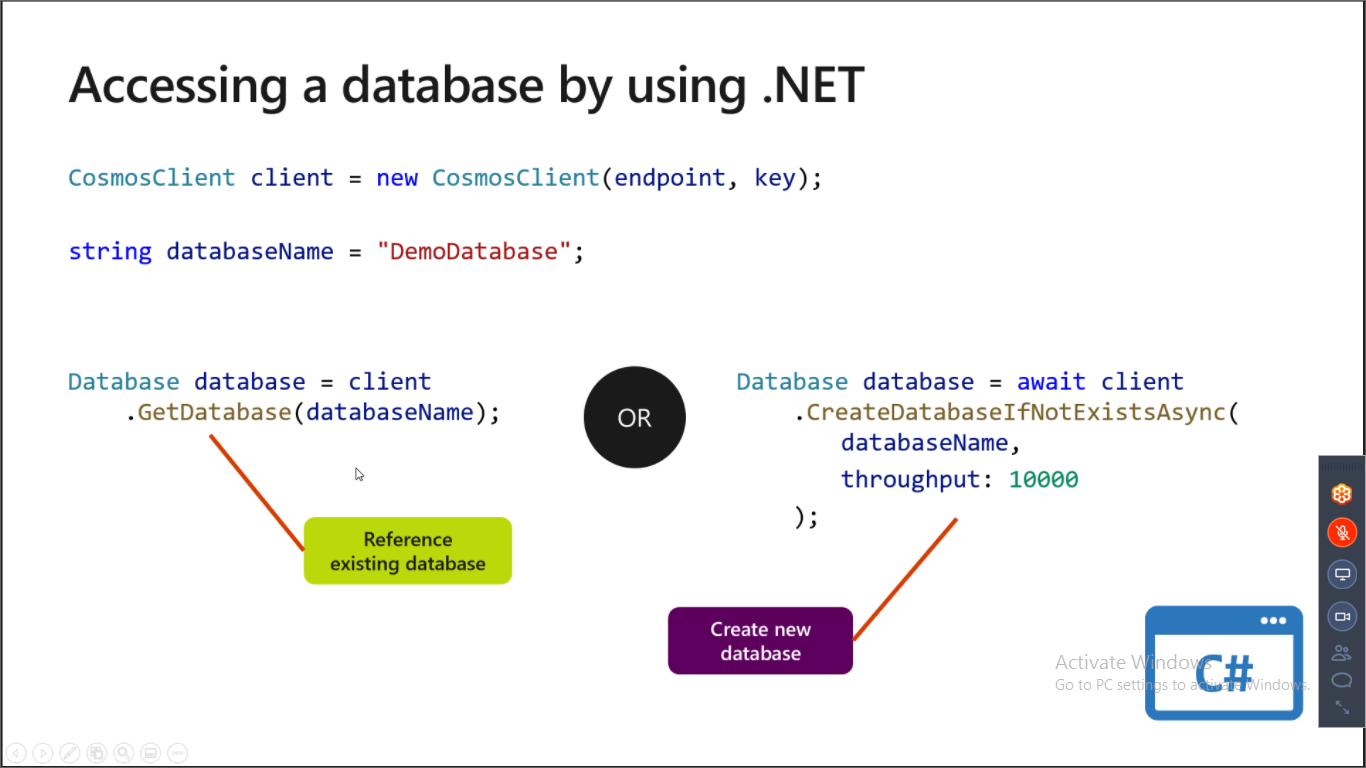 Accessing a database by using .NET
CosmosClient client = new CosmosClient(endpoint, key);
string databaseName = "DemoDatabase";
Database database = client
.GetDatabase(databaseName);
Reference
existing database
OR
Database database = await client
.CreateDatabaseIfNotExistsAsync(
databaseName,
throughput: 10000
);
Create new
database
C#
Activate Windows
Go to PC settings to activate Windows.